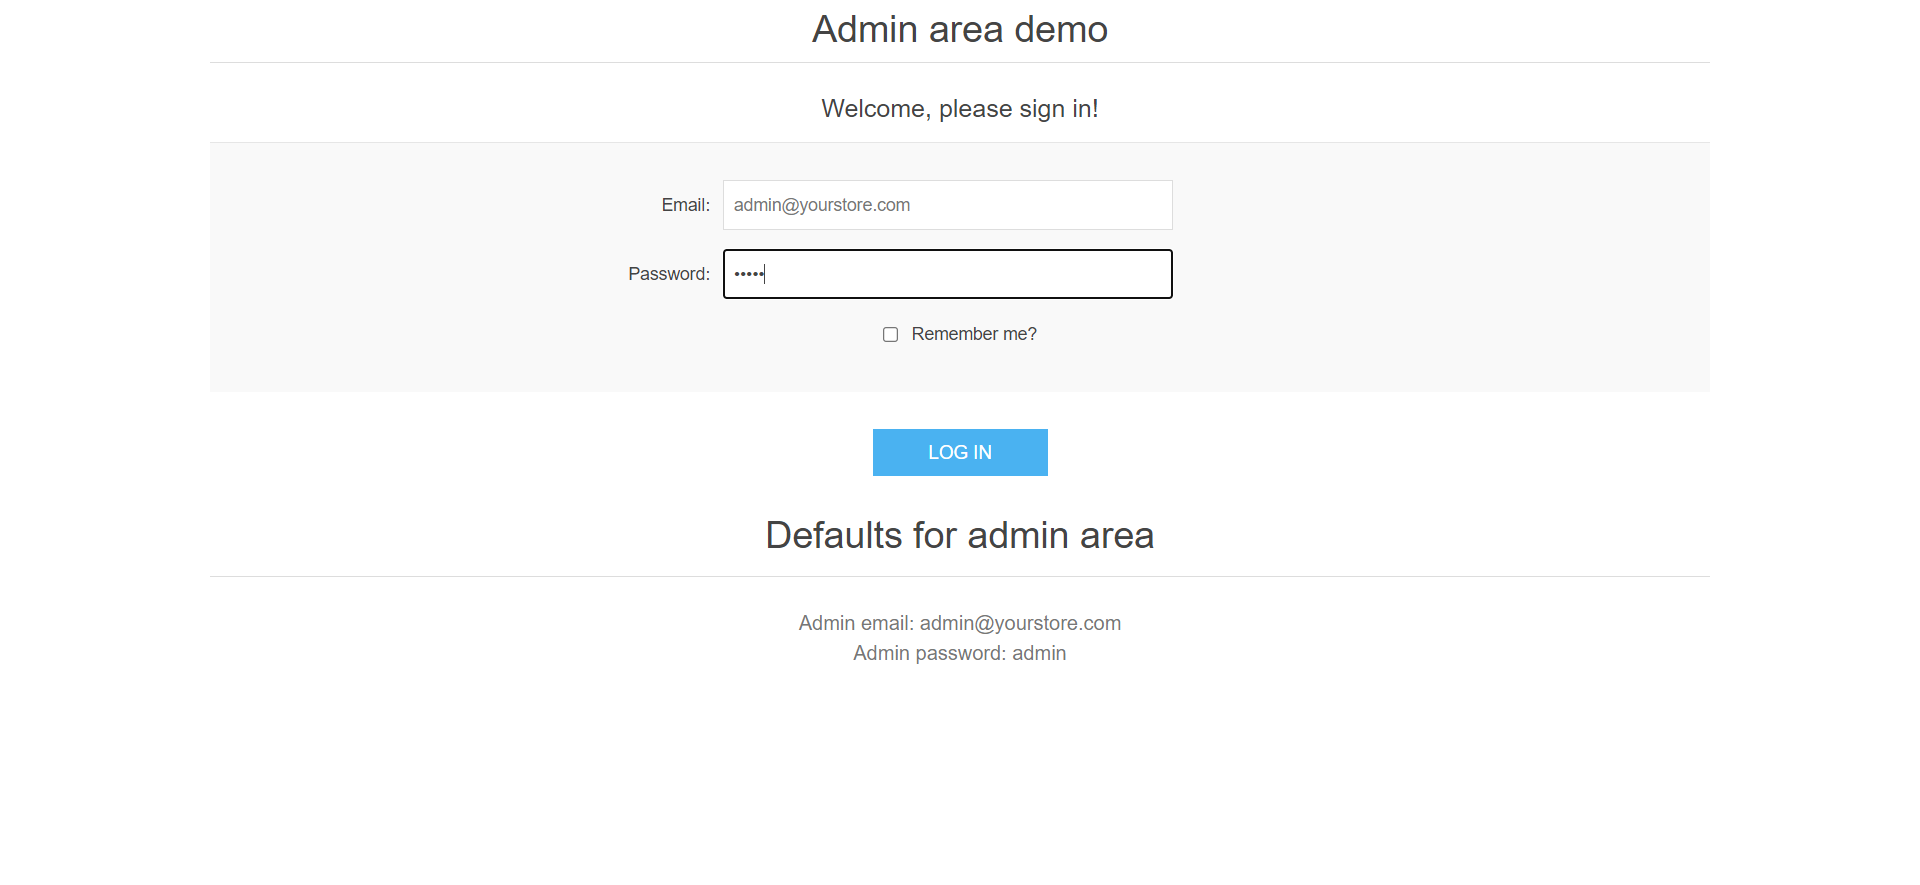 Admin area demo
Welcome, please sign in!
Email: admin@yourstore.com
Password: •••••
Remember me?
LOG IN
Defaults for admin area
Admin email: admin@yourstore.com
Admin password: admin